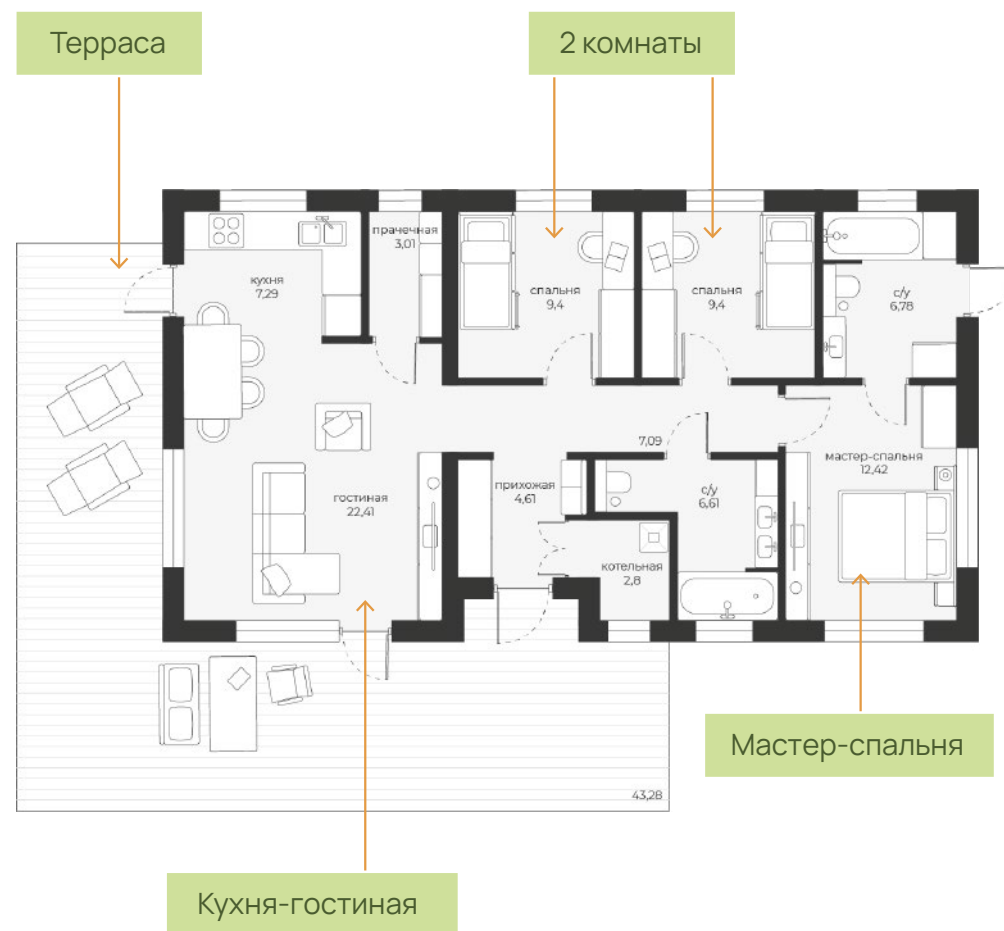 Терраса
2 комнаты
прачечная
3,01
кухня
7,29
спальня
9,4
спальня
9,4
с/у
6,78
7,09
мастер-спальня
12,42
прихожая
4,61
гостиная
22,41
с/у
6,61
котельная
2,8
Мастер-спальня
43,28
Кухня-гостиная